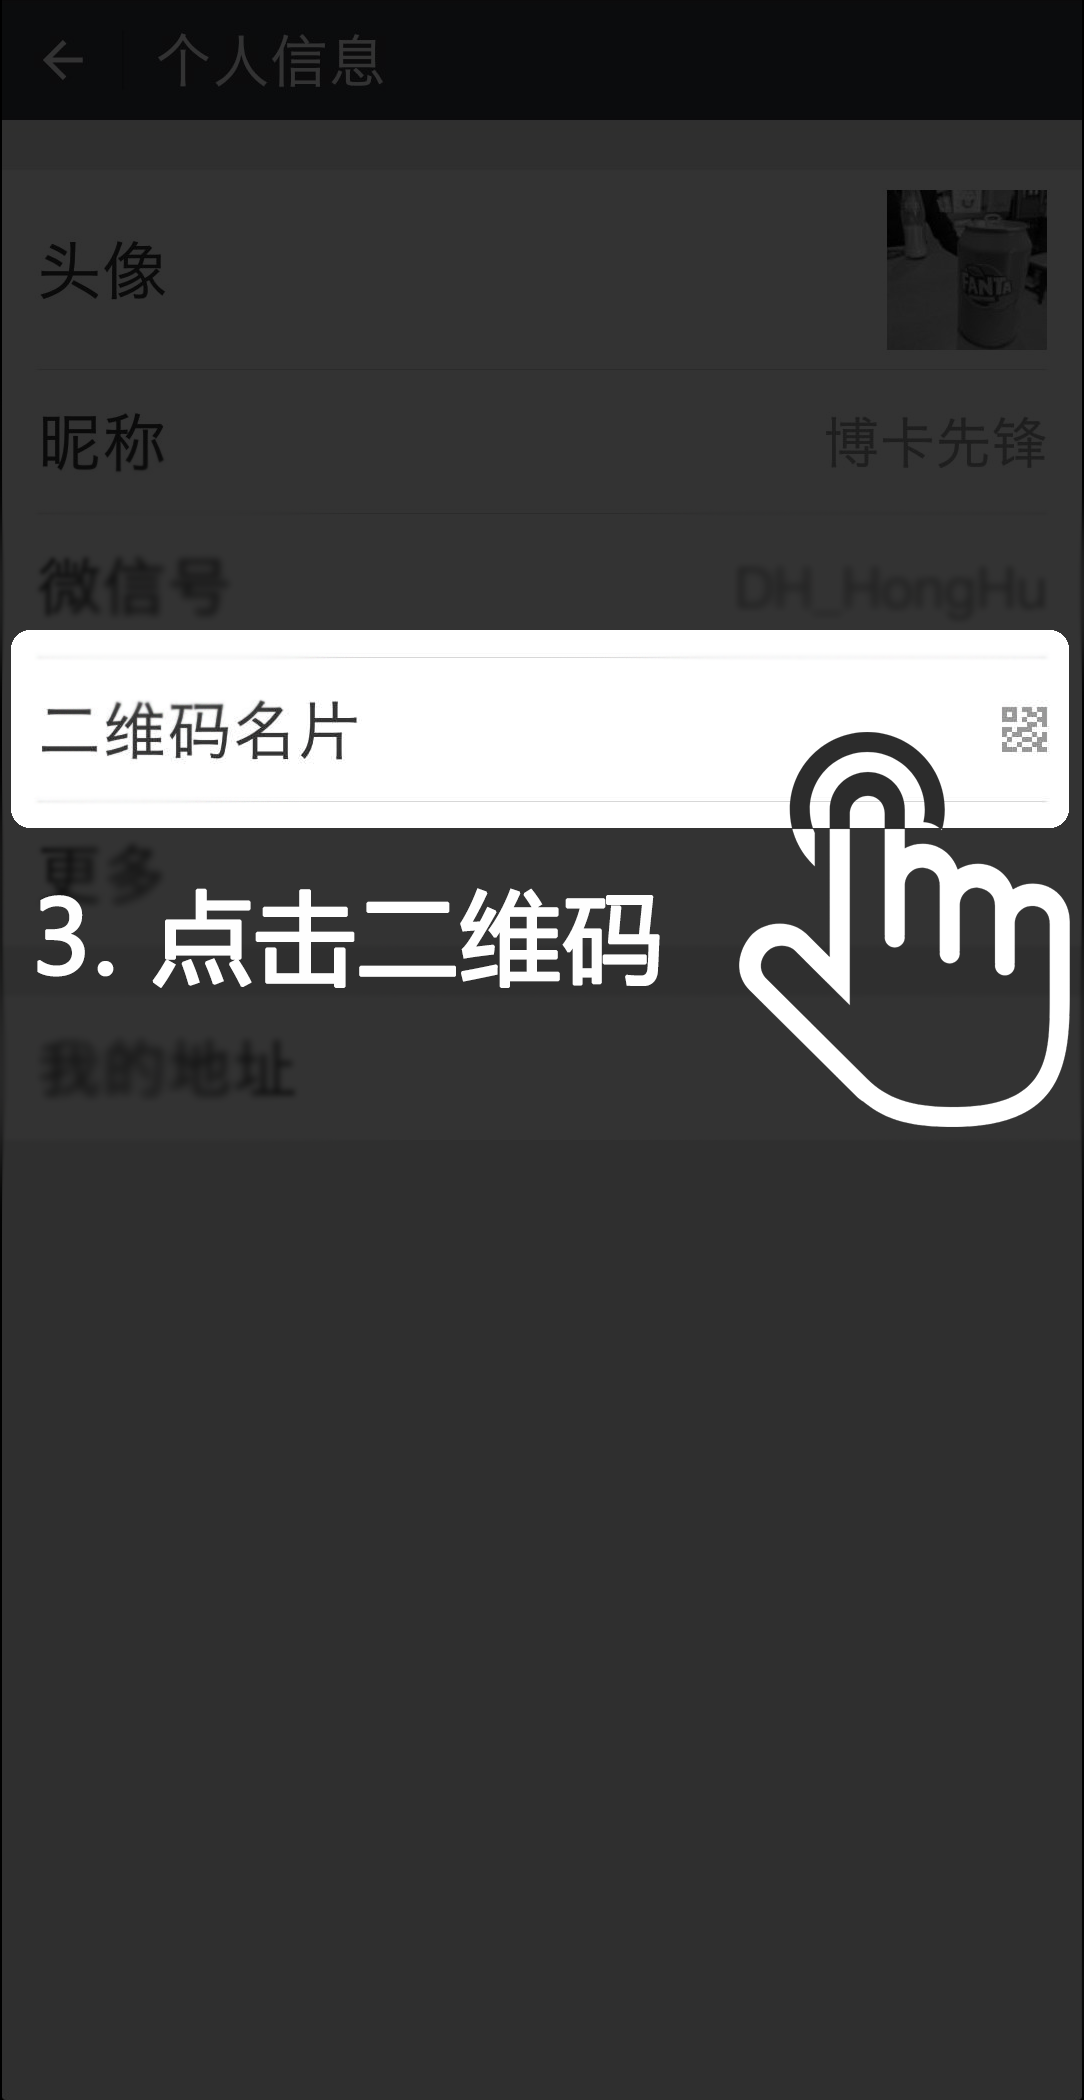 个人信息
头像
FANTA
昵称 博卡先锋
微信号 DH_HongHu
二维码名片
更多
3. 点击二维码
我的地址